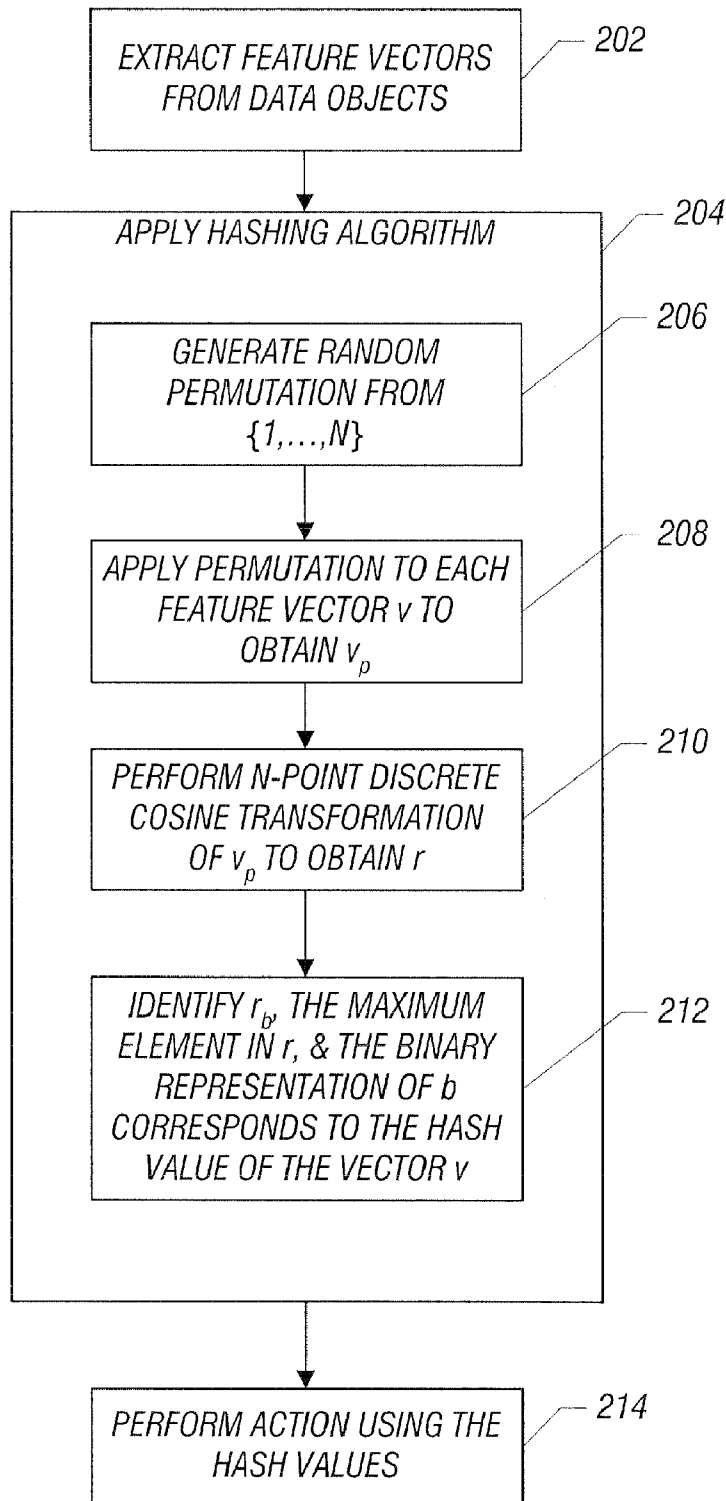 EXTRACT FEATURE VECTORS
FROM DATA OBJECTS
202
APPLY HASHING ALGORITHM
204
GENERATE RANDOM
PERMUTATION FROM
{1,...,N}
206
APPLY PERMUTATION TO EACH
FEATURE VECTOR v TO
OBTAIN vp
208
PERFORM N-POINT DISCRETE
COSINE TRANSFORMATION
OF vp TO OBTAIN r
210
IDENTIFY rb, THE MAXIMUM
ELEMENT IN r, & THE BINARY
REPRESENTATION OF b
CORRESPONDS TO THE HASH
VALUE OF THE VECTOR v
212
PERFORM ACTION USING THE
HASH VALUES
214